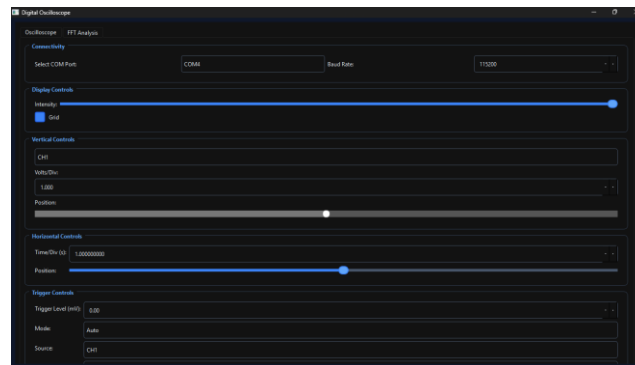 Digital Oscilloscope
Oscilloscope FFT Analysis
Connectivity
Select COM Port: COM4 Baud Rate: 115200
Display Controls
Intensity:
Grid
Vertical Controls
CH1
Volts/Div:
1.000
Position:
Horizontal Controls
Time/Div (s): 1.000000000
Position:
Trigger Controls
Trigger Level (mV): 0.00
Mode: Auto
Source: CH1